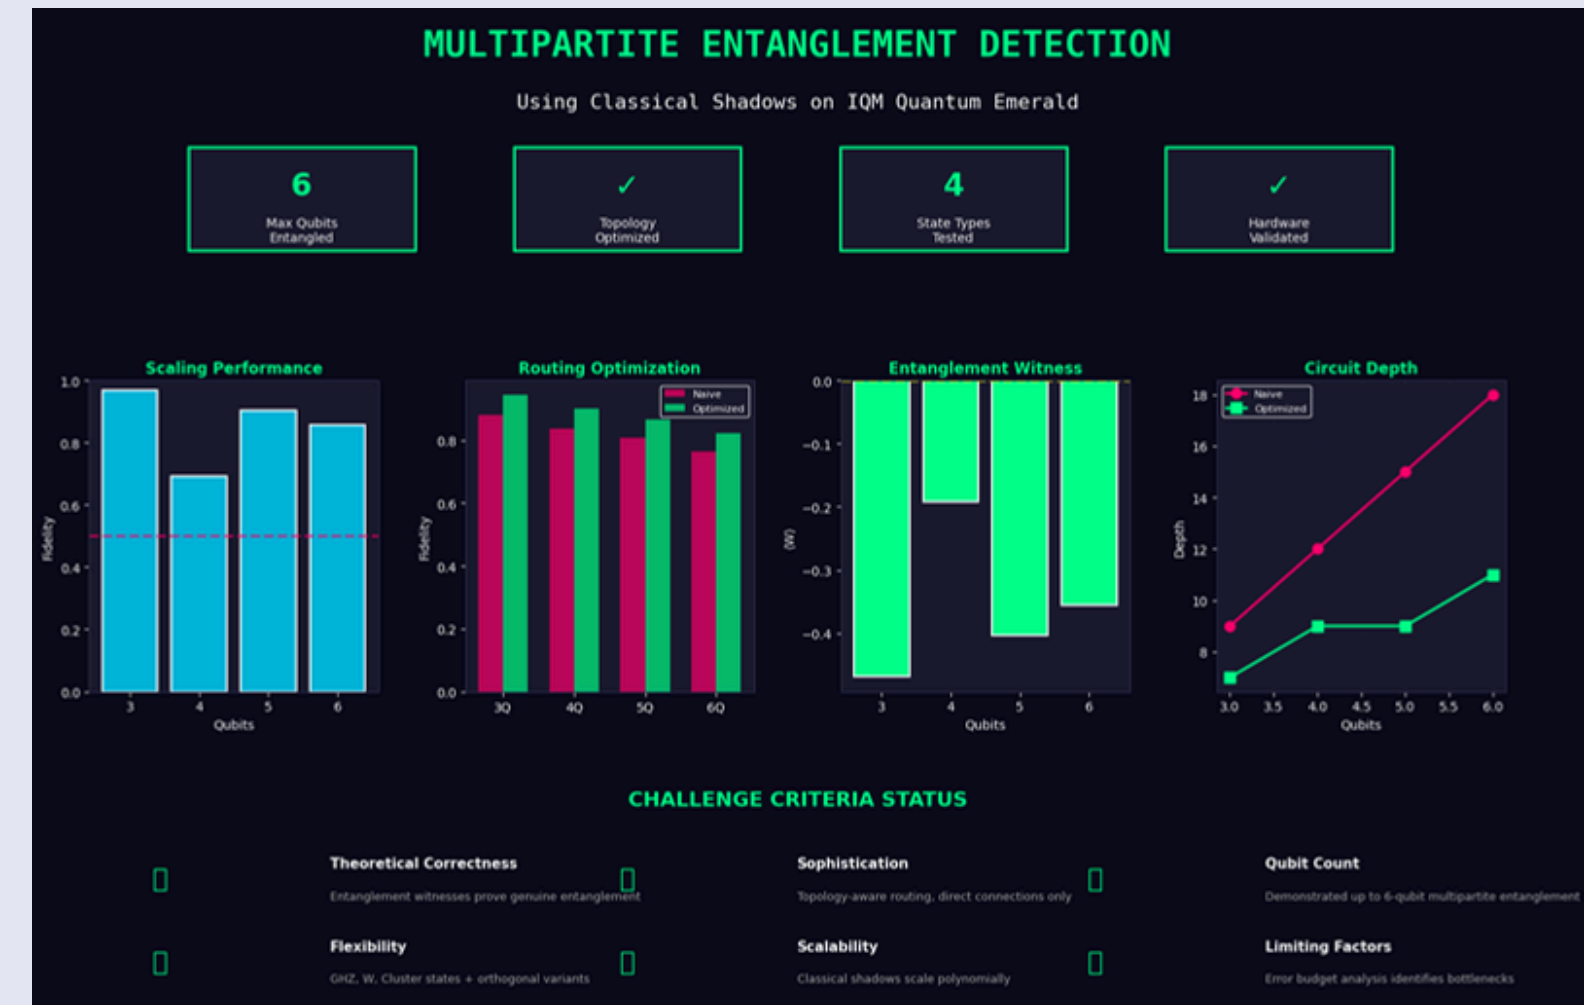 MULTIPARTITE ENTANGLEMENT DETECTION
Using Classical Shadows on IQM Quantum Emerald
6
Max Qubits
Entangled
✓
Topology
Optimized
4
State Types
Tested
✓
Hardware
Validated
Scaling Performance
1.0
0.8
0.6
0.4
0.2
0.0
Fidelity
3 4 5 6
Qubits
Routing Optimization
Naive
Optimized
0.8
0.6
0.4
0.2
0.0
Fidelity
3Q 4Q 5Q 6Q
Entanglement Witness
0.0
−0.1
−0.2
−0.3
−0.4
⟨W⟩
3 4 5 6
Qubits
Circuit Depth
Naive
Optimized
18
16
14
12
10
8
Depth
3.0 3.5 4.0 4.5 5.0 5.5 6.0
Qubits
CHALLENGE CRITERIA STATUS
Theoretical Correctness
Entanglement witnesses prove genuine entanglement
Sophistication
Topology-aware routing, direct connections only
Qubit Count
Demonstrated up to 6-qubit multipartite entanglement
Flexibility
GHZ, W, Cluster states + orthogonal variants
Scalability
Classical shadows scale polynomially
Limiting Factors
Error budget analysis identifies bottlenecks